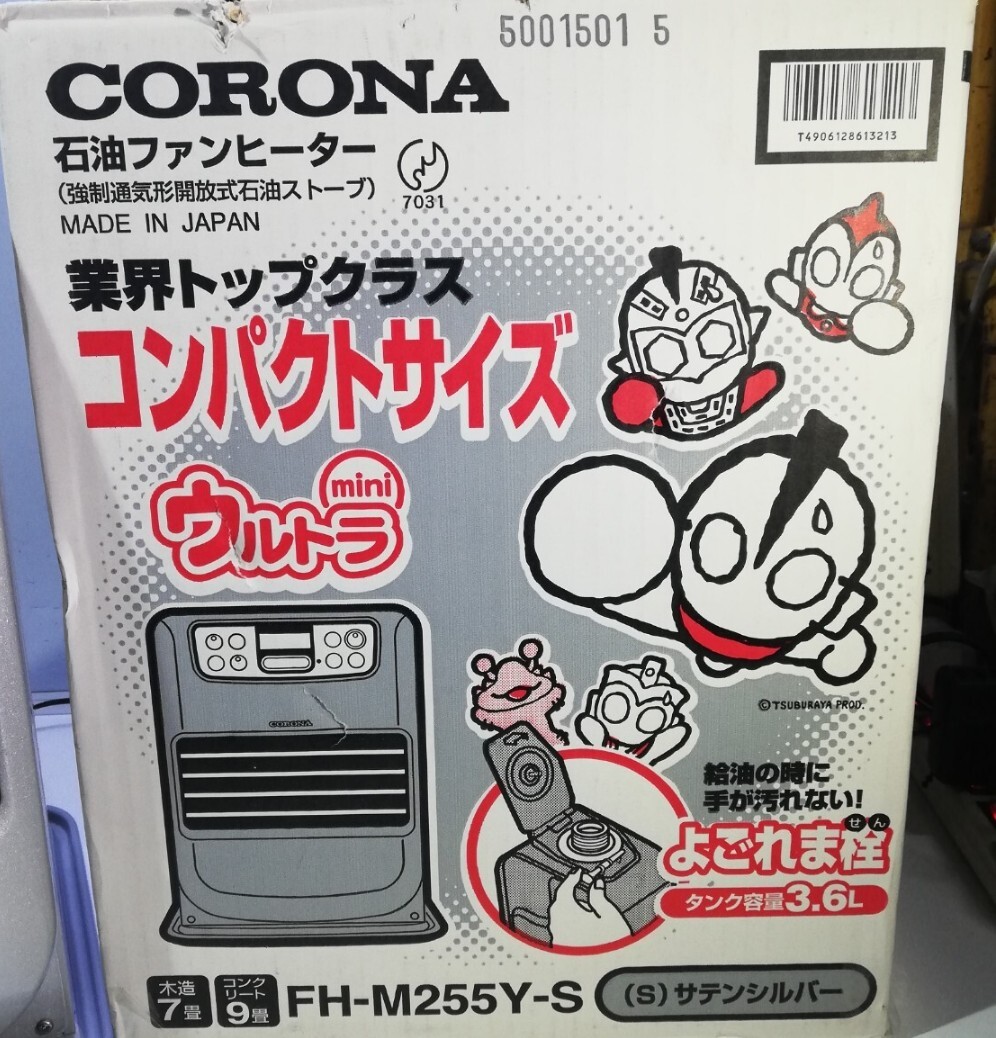 5001501 5
CORONA
T4906128613213
石油ファンヒーター
(強制通気形開放式石油ストーブ)
7031
MADE IN JAPAN
業界トップクラス
コンパクトサイズ
mini
ウルトラ
CORONA
©TSUBURAYA PROD.
給油の時に
手が汚れない!
せん
よごれま栓
タンク容量3.6L
木造
7畳
コンク
リート
9畳
FH-M255Y-S
(S)サテンシルバー